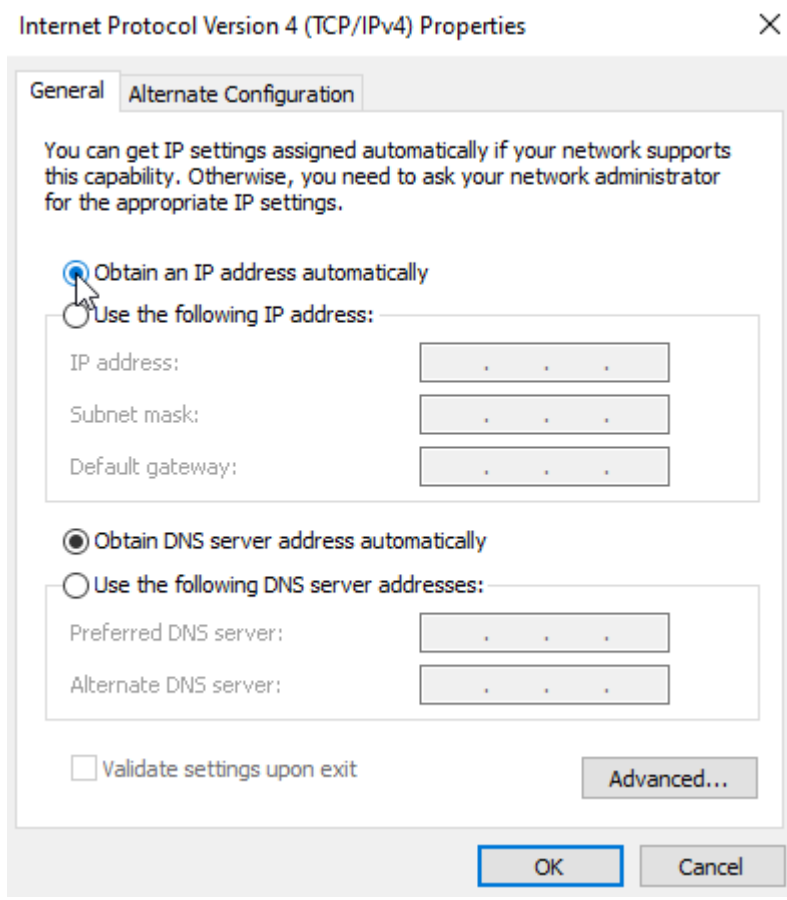 Internet Protocol Version 4 (TCP/IPv4) Properties
General
Alternate Configuration
You can get IP settings assigned automatically if your network supports
this capability. Otherwise, you need to ask your network administrator
for the appropriate IP settings.
Obtain an IP address automatically
Use the following IP address:
IP address:
Subnet mask:
Default gateway:
Obtain DNS server address automatically
Use the following DNS server addresses:
Preferred DNS server:
Alternate DNS server:
Validate settings upon exit
Advanced...
OK
Cancel